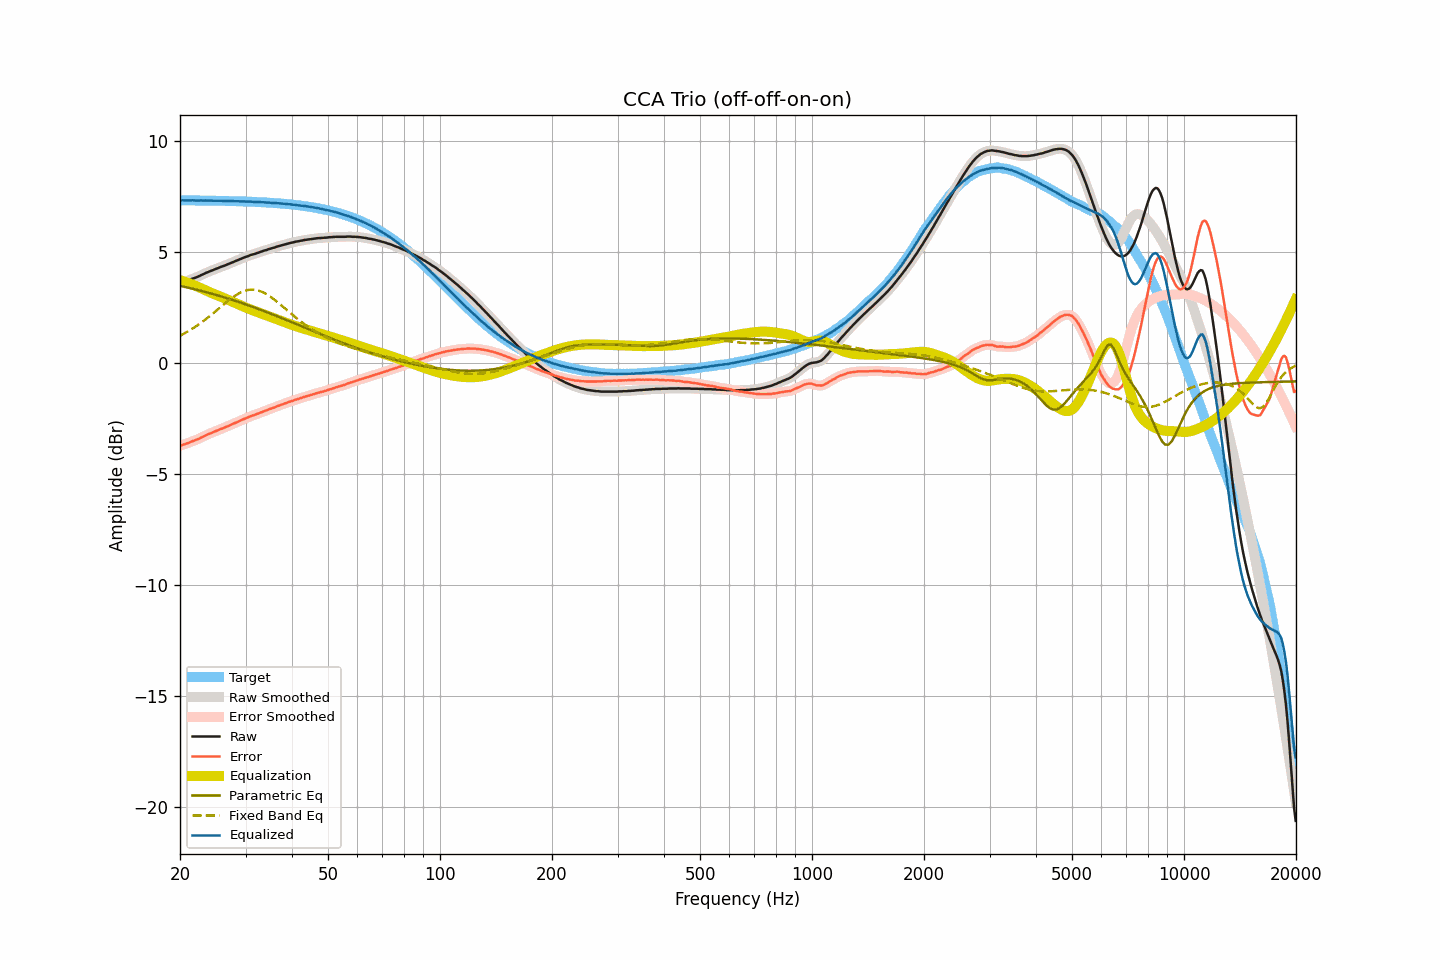 CCA Trio (off-off-on-on)
10
5
0
−5
−10
−15
−20
Amplitude (dBr)
Target
Raw Smoothed
Error Smoothed
Raw
Error
Equalization
Parametric Eq
Fixed Band Eq
Equalized
20 50 100 200 500 1000 2000 5000 10000 20000
Frequency (Hz)